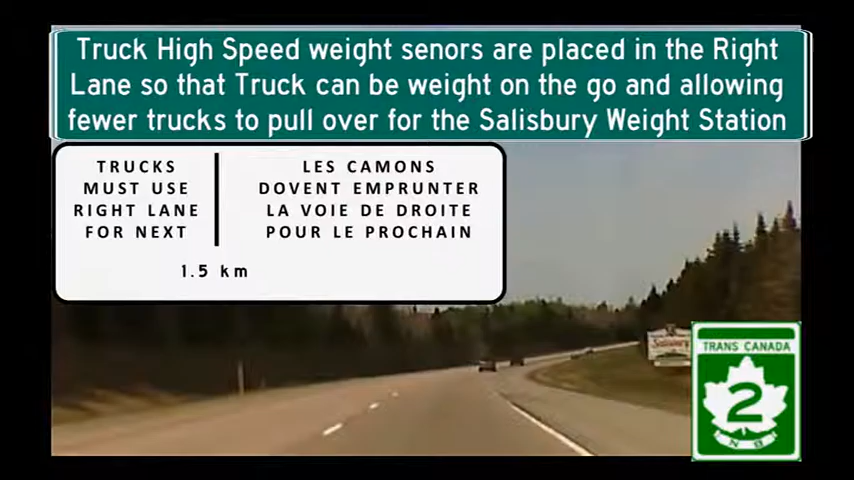 Truck High Speed weight senors are placed in the Right
Lane so that Truck can be weight on the go and allowing
fewer trucks to pull over for the Salisbury Weight Station
TRUCKS
MUST USE
RIGHT LANE
FOR NEXT
LES CAMONS
DOVENT EMPRUNTER
LA VOIE DE DROITE
POUR LE PROCHAIN
1.5 km
Salisbury
TRANS CANADA
2
N B